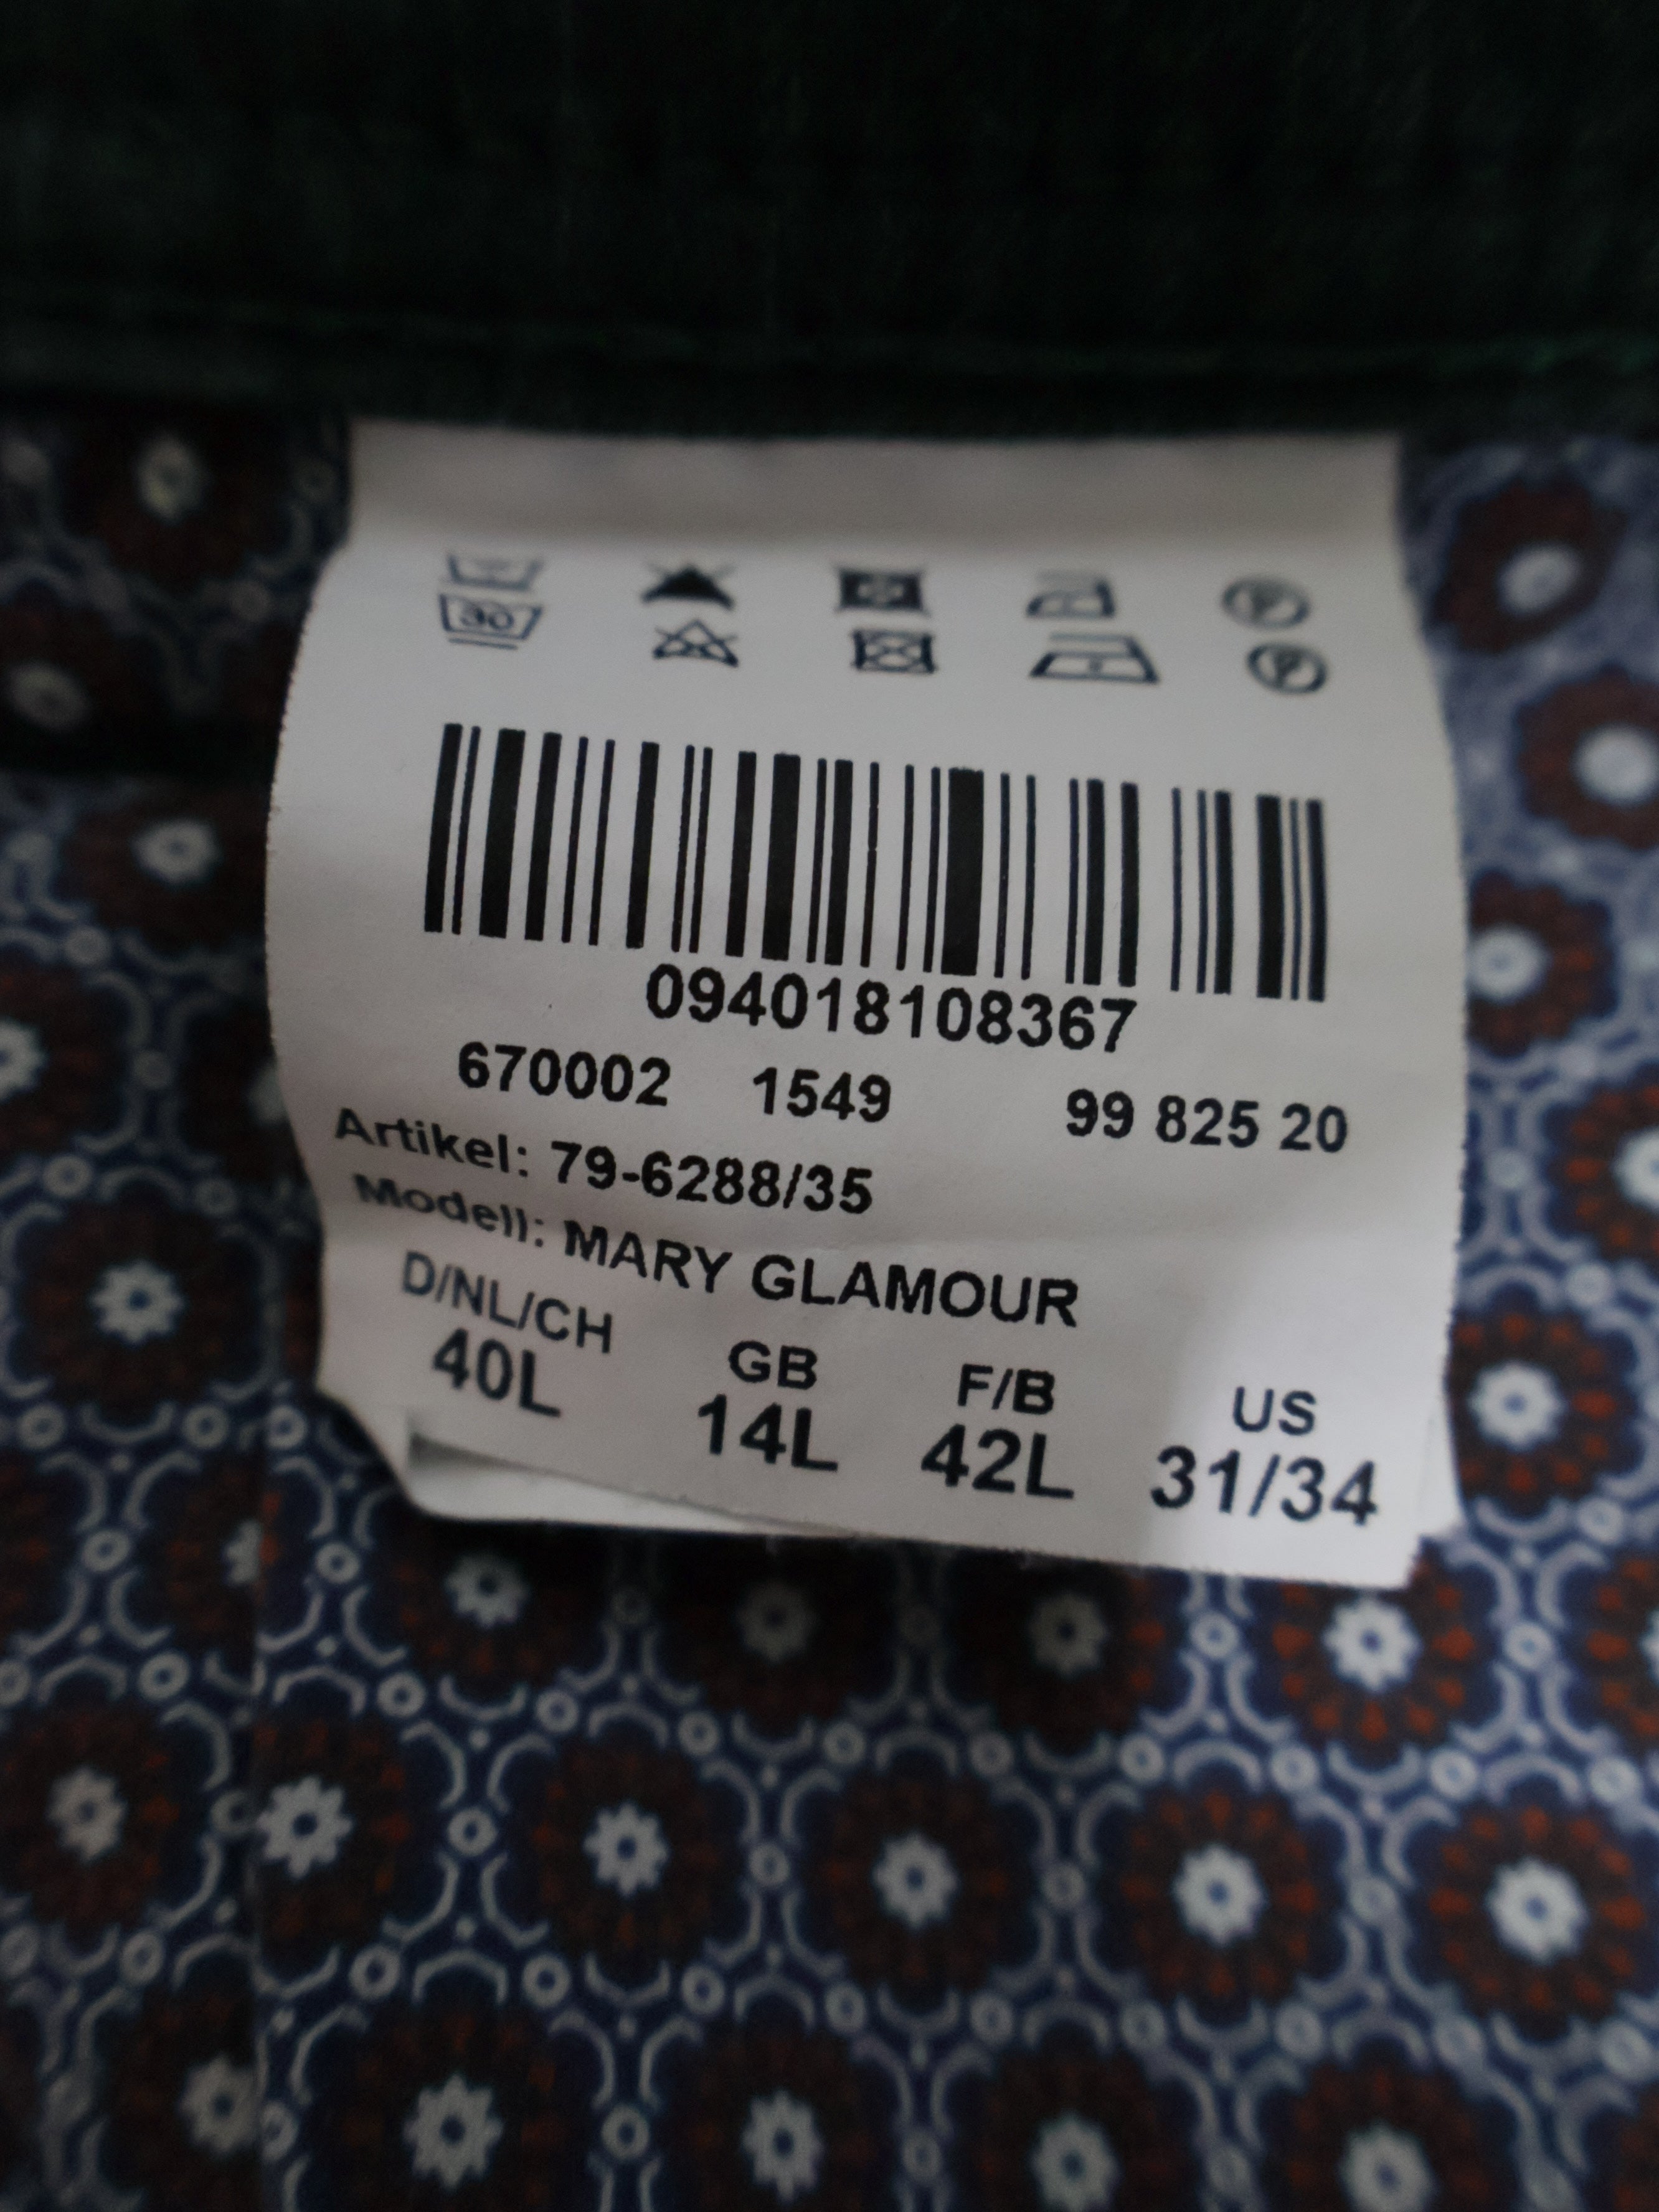 30
P
P
094018108367
670002 1549 99 825 20
Artikel: 79-6288/35
Modell: MARY GLAMOUR
D/NL/CH GB F/B US
40L 14L 42L 31/34